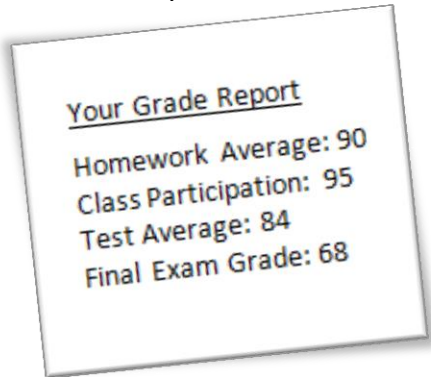 Your Grade Report
Homework Average: 90
Class Participation: 95
Test Average: 84
Final Exam Grade: 68